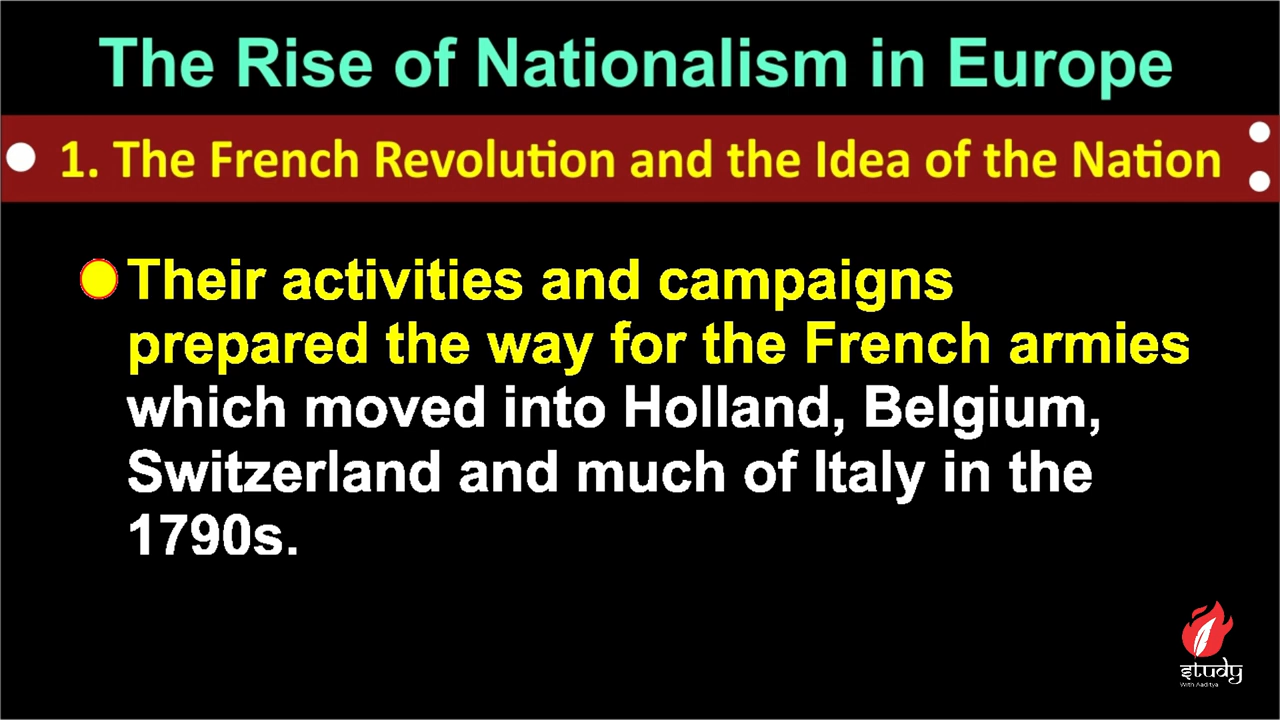 The Rise of Nationalism in Europe
1. The French Revolution and the Idea of the Nation
Their activities and campaigns
prepared the way for the French armies
which moved into Holland, Belgium,
Switzerland and much of Italy in the
1790s.
study
With Aaditya